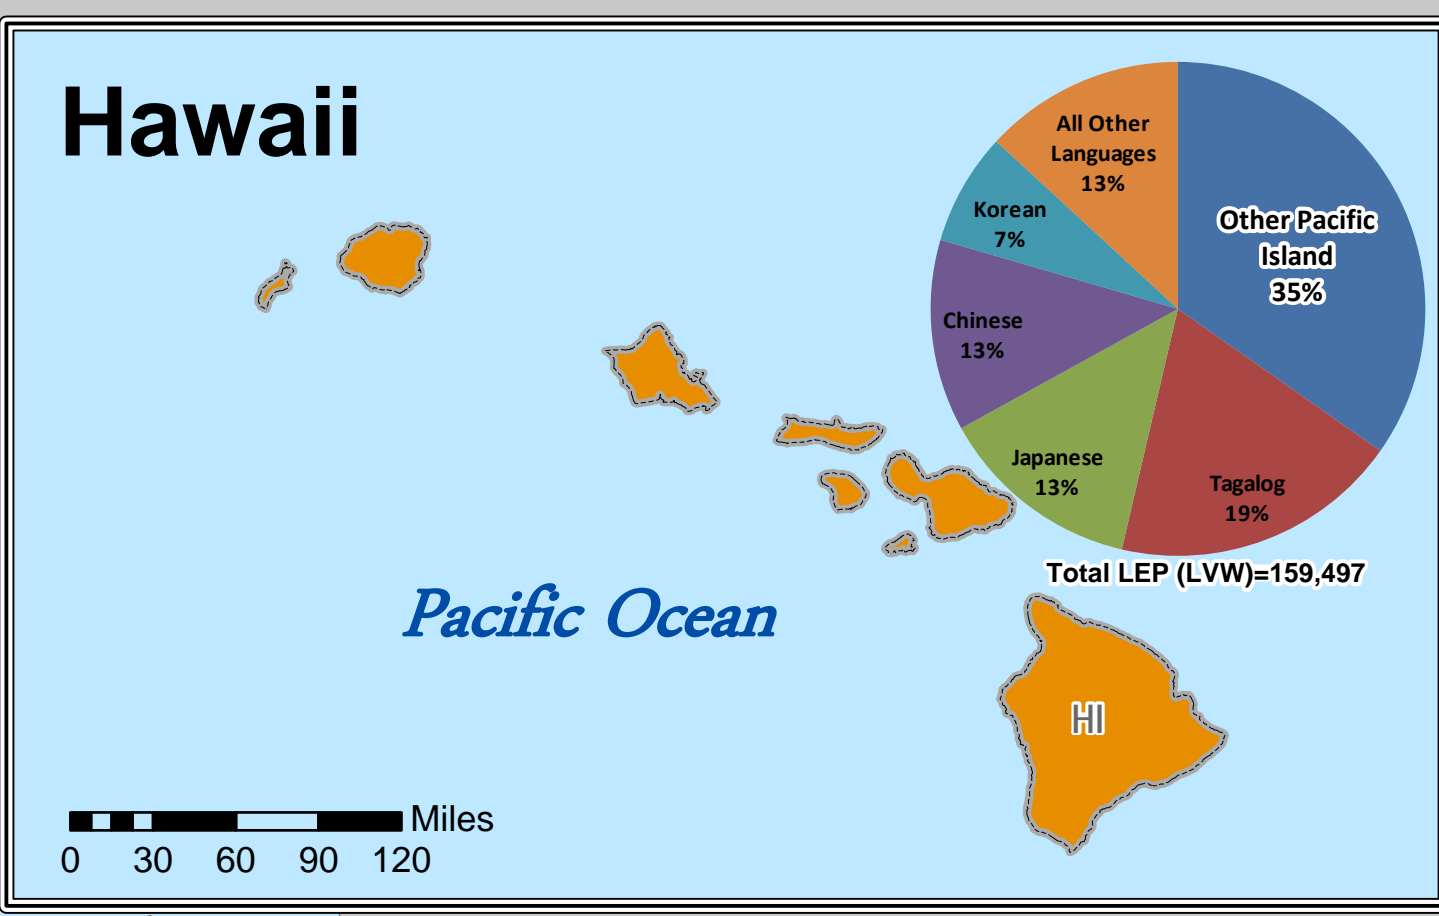 Hawaii
All Other
Languages
13%
Korean
7%
Other Pacific
Island
35%
Chinese
13%
Japanese
13%
Tagalog
19%
Total LEP (LVW)=159,497
Pacific Ocean
HI
Miles
0 30 60 90 120